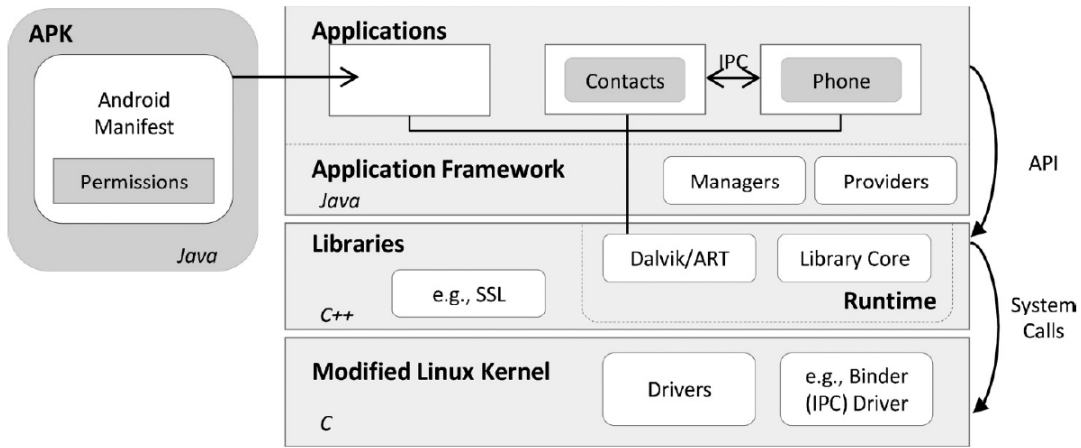 APK
Android
Manifest
Permissions
Java
Applications
Contacts
IPC
Phone
Application Framework
Java
Managers
Providers
API
Libraries
C++
e.g., SSL
Dalvik/ART
Library Core
Runtime
System
Calls
Modified Linux Kernel
C
Drivers
e.g., Binder
(IPC) Driver